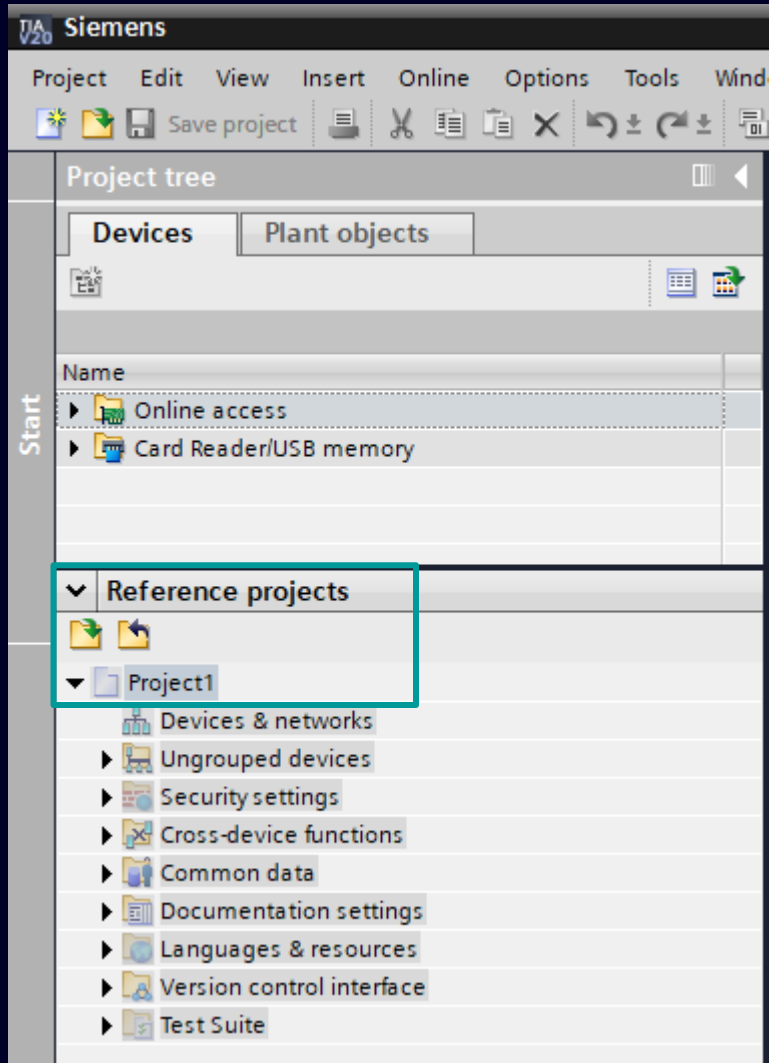 TIA V20 Siemens
Project Edit View Insert Online Options Tools Wind
Save project
Project tree
Devices Plant objects
Name
Start
Online access
Card Reader/USB memory
Reference projects
Project1
Devices & networks
Ungrouped devices
Security settings
Cross-device functions
Common data
Documentation settings
Languages & resources
Version control interface
Test Suite